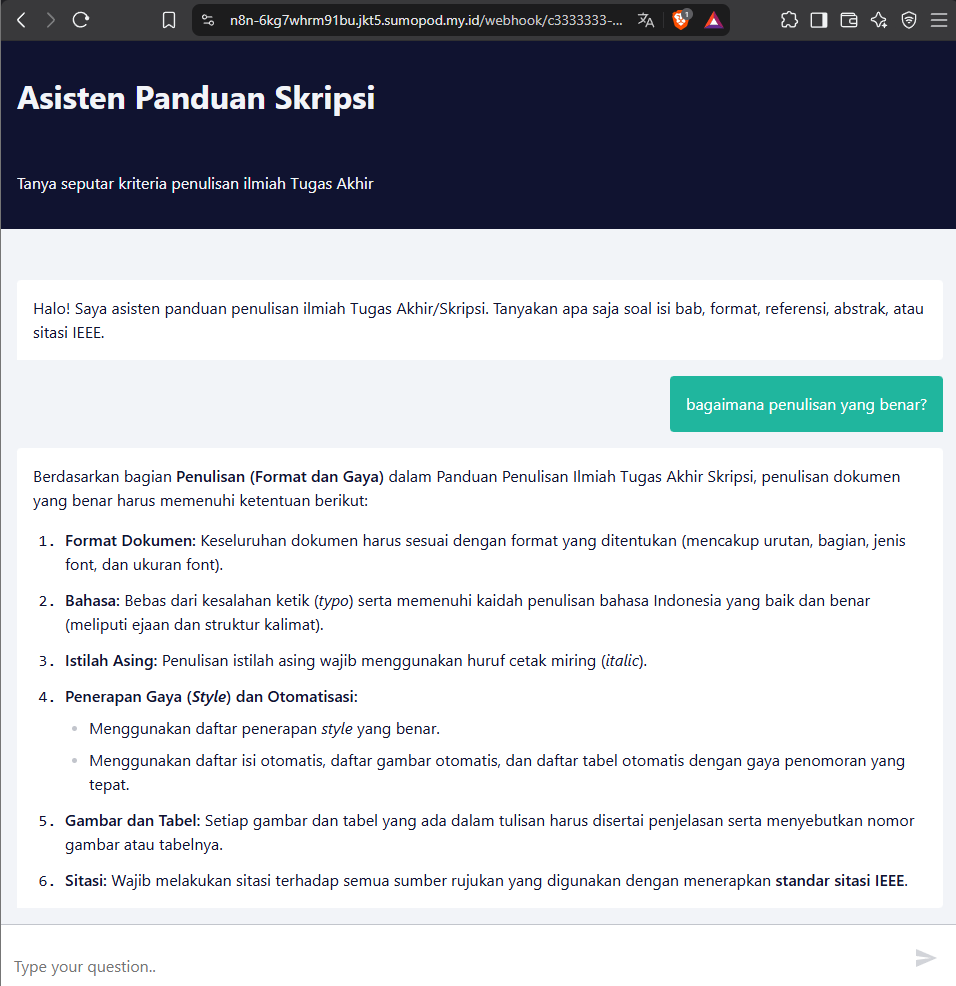 n8n-6kg7whrm91bu.jkt5.sumopod.my.id/webhook/c3333333-...
1
Asisten Panduan Skripsi
Tanya seputar kriteria penulisan ilmiah Tugas Akhir
Halo! Saya asisten panduan penulisan ilmiah Tugas Akhir/Skripsi. Tanyakan apa saja soal isi bab, format, referensi, abstrak, atau
sitasi IEEE.
bagaimana penulisan yang benar?
Berdasarkan bagian Penulisan (Format dan Gaya) dalam Panduan Penulisan Ilmiah Tugas Akhir Skripsi, penulisan dokumen
yang benar harus memenuhi ketentuan berikut:
1. Format Dokumen: Keseluruhan dokumen harus sesuai dengan format yang ditentukan (mencakup urutan, bagian, jenis
font, dan ukuran font).
2. Bahasa: Bebas dari kesalahan ketik (typo) serta memenuhi kaidah penulisan bahasa Indonesia yang baik dan benar
(meliputi ejaan dan struktur kalimat).
3. Istilah Asing: Penulisan istilah asing wajib menggunakan huruf cetak miring (italic).
4. Penerapan Gaya (Style) dan Otomatisasi:
• Menggunakan daftar penerapan style yang benar.
• Menggunakan daftar isi otomatis, daftar gambar otomatis, dan daftar tabel otomatis dengan gaya penomoran yang
tepat.
5. Gambar dan Tabel: Setiap gambar dan tabel yang ada dalam tulisan harus disertai penjelasan serta menyebutkan nomor
gambar atau tabelnya.
6. Sitasi: Wajib melakukan sitasi terhadap semua sumber rujukan yang digunakan dengan menerapkan standar sitasi IEEE.
Type your question..